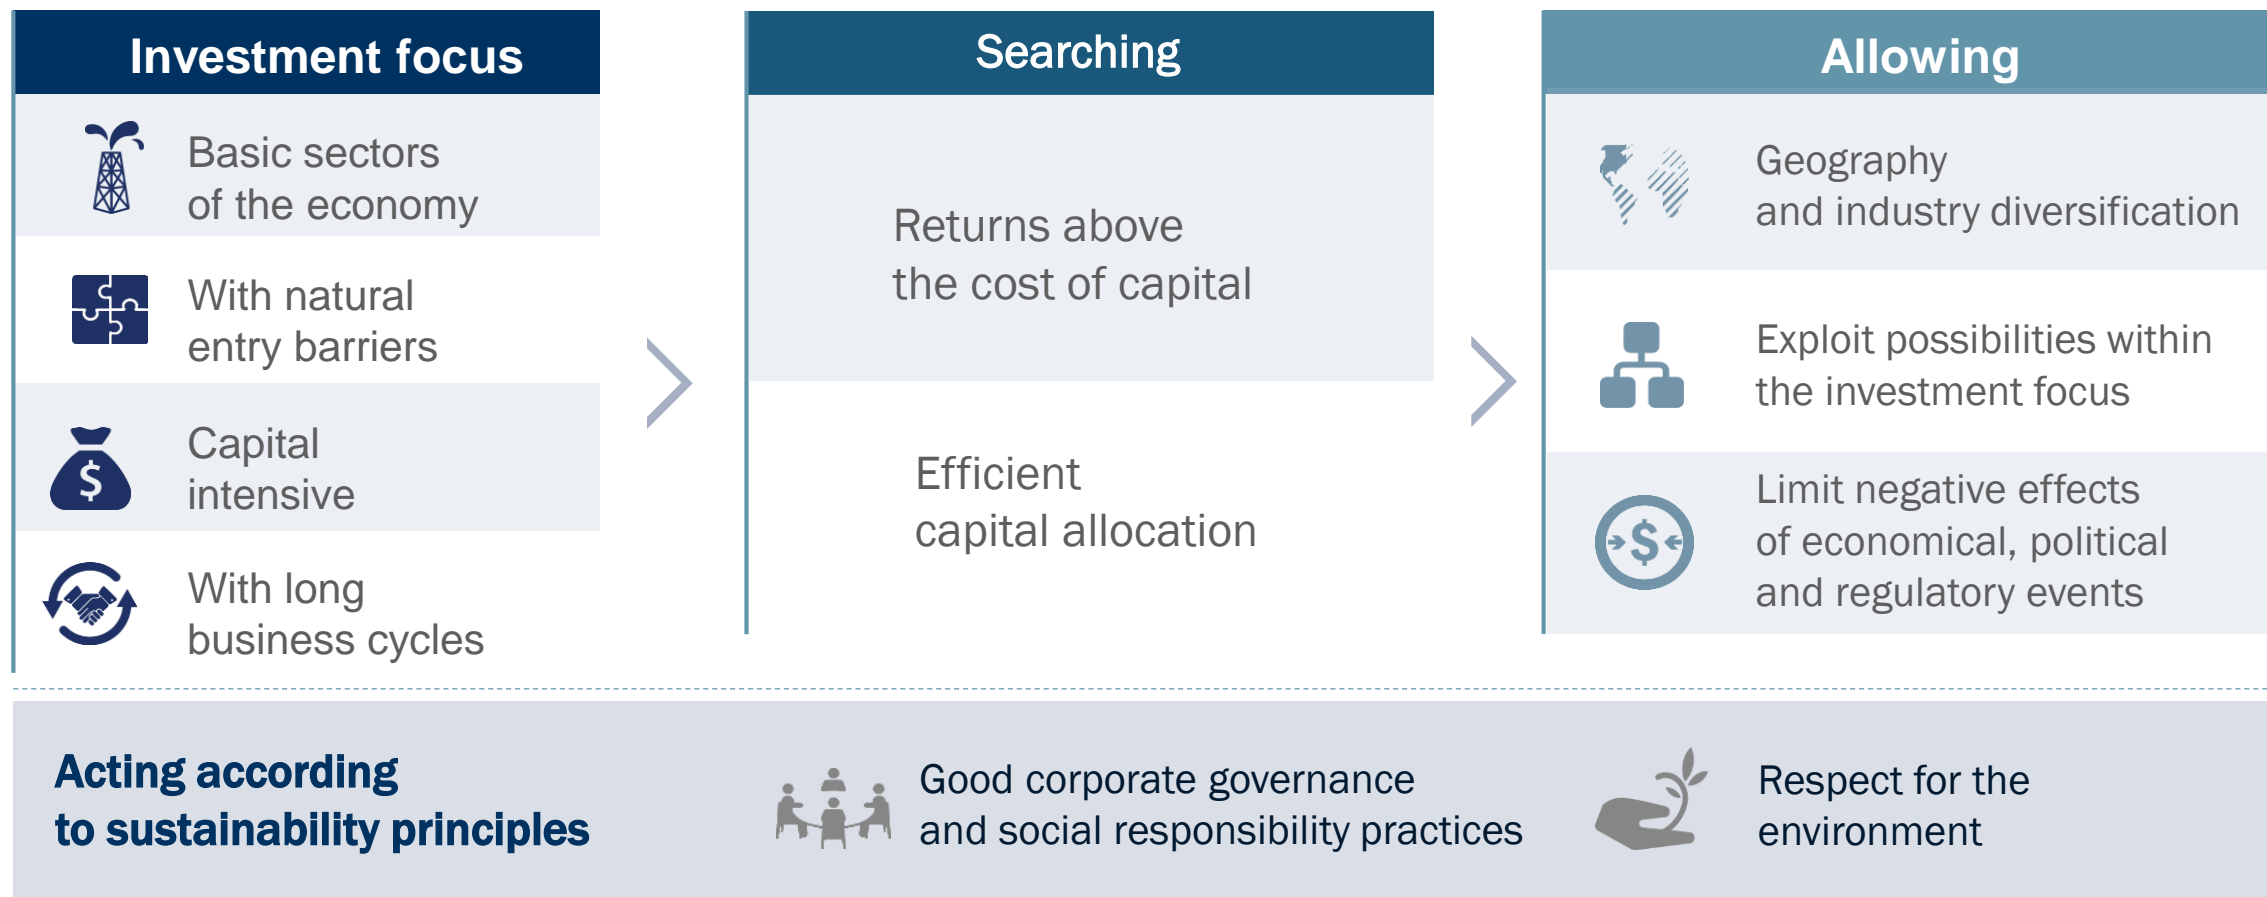 Investment focus
Basic sectors
of the economy
With natural
entry barriers
Capital
intensive
$
With long
business cycles
Searching
Returns above
the cost of capital
Efficient
capital allocation
Allowing
Geography
and industry diversification
Exploit possibilities within
the investment focus
$
Limit negative effects
of economical, political
and regulatory events
Acting according
to sustainability principles
Good corporate governance
and social responsibility practices
Respect for the
environment